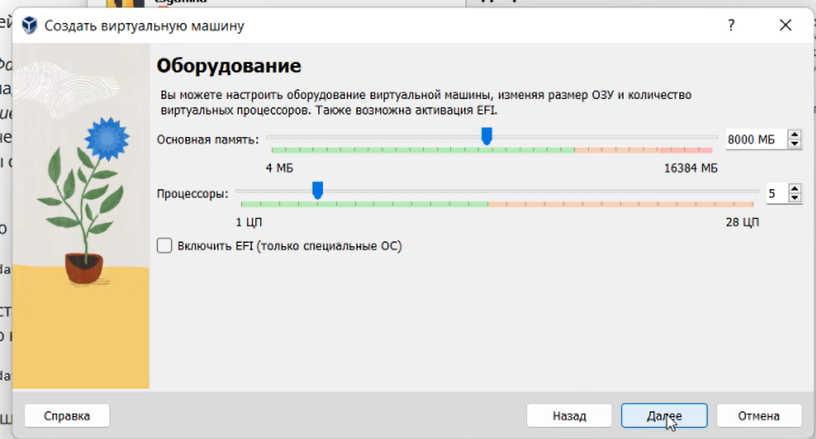 Создать виртуальную машину
?
Оборудование
Вы можете настроить оборудование виртуальной машины, изменяя размер ОЗУ и количество
виртуальных процессоров. Также возможна активация EFI.
Основная память:
8000 МБ
4 МБ
16384 МБ
Процессоры:
5
1 ЦП
28 ЦП
Включить EFI (только специальные ОС)
Справка
Назад
Далее
Отмена